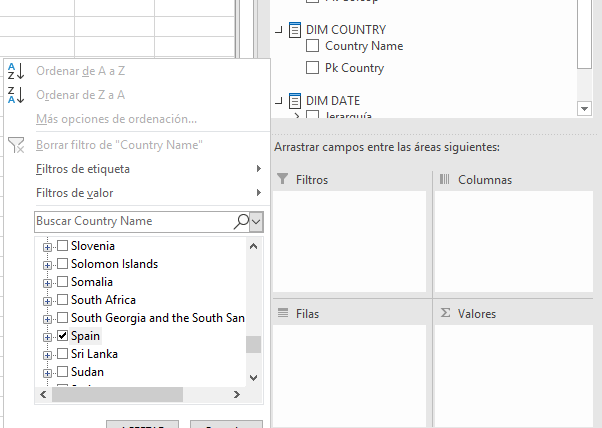 DIM COUNTRY
Country Name
Pk Country
DIM DATE
Jerarquía
Ordenar de A a Z
Ordenar de Z a A
Más opciones de ordenación...
Borrar filtro de "Country Name"
Filtros de etiqueta
Filtros de valor
Buscar Country Name
Slovenia
Solomon Islands
Somalia
South Africa
South Georgia and the South San
Spain
Sri Lanka
Sudan
ACEPTAR
Arrastrar campos entre las áreas siguientes:
Filtros
Columnas
Filas
Valores